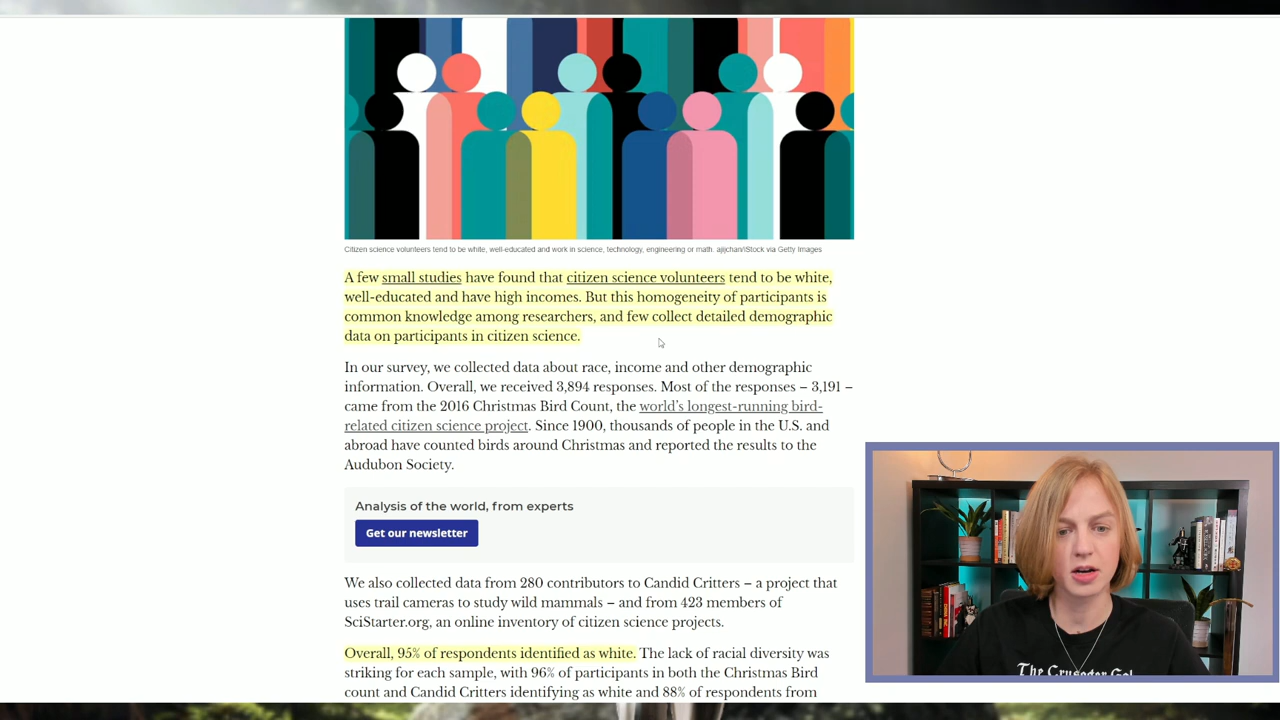 Citizen science volunteers tend to be white, well-educated and work in science, technology, engineering or math. ajijchan/iStock via Getty Images
A few small studies have found that citizen science volunteers tend to be white,
well-educated and have high incomes. But this homogeneity of participants is
common knowledge among researchers, and few collect detailed demographic
data on participants in citizen science.
In our survey, we collected data about race, income and other demographic
information. Overall, we received 3,894 responses. Most of the responses – 3,191 –
came from the 2016 Christmas Bird Count, the world's longest-running bird-
related citizen science project. Since 1900, thousands of people in the U.S. and
abroad have counted birds around Christmas and reported the results to the
Audubon Society.
Analysis of the world, from experts
Get our newsletter
We also collected data from 280 contributors to Candid Critters – a project that
uses trail cameras to study wild mammals – and from 423 members of
SciStarter.org, an online inventory of citizen science projects.
Overall, 95% of respondents identified as white. The lack of racial diversity was
striking for each sample, with 96% of participants in both the Christmas Bird
count and Candid Critters identifying as white and 88% of respondents from
The Crusader